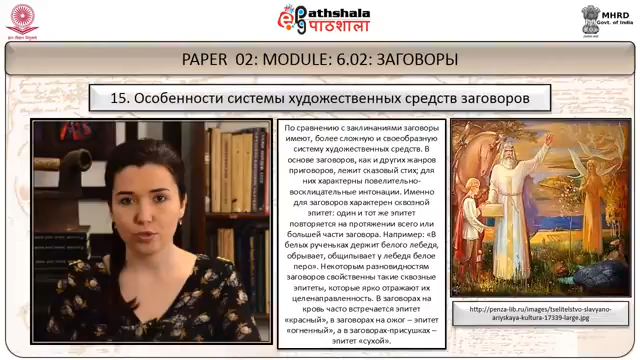 ePathshala
पाठशाला
MHRD
Govt. of India
PAPER 02: MODULE: 6.02: ЗАГОВОРЫ
15. Особенности системы художественных средств заговоров
По сравнению с заклинаниями заговоры
имеют, более сложную и своеобразную
систему художественных средств. В
основе заговоров, как и других жанров
приговоров, лежит сказовый стих; для
них характерны повелительно-
восклицательные интонации. Именно
для заговоров характерен сквозной
эпитет: один и тот же эпитет
повторяется на протяжении всего или
большей части заговора. Например: «В
белых рученьках держит белого лебедя,
обрывает, общипывает у лебедя белое
перо». Некоторым разновидностям
заговоров свойственны такие сквозные
эпитеты, которые ярко отражают их
целенаправленность. В заговорах на
кровь часто встречается эпитет
«красный», в заговорах на ожог – эпитет
«огненный», а в заговорах-присушках –
эпитет «сухой».
http://penza-lib.ru/images/tselitelstvo-slavyano-
ariyskaya-kultura-17339-large.jpg